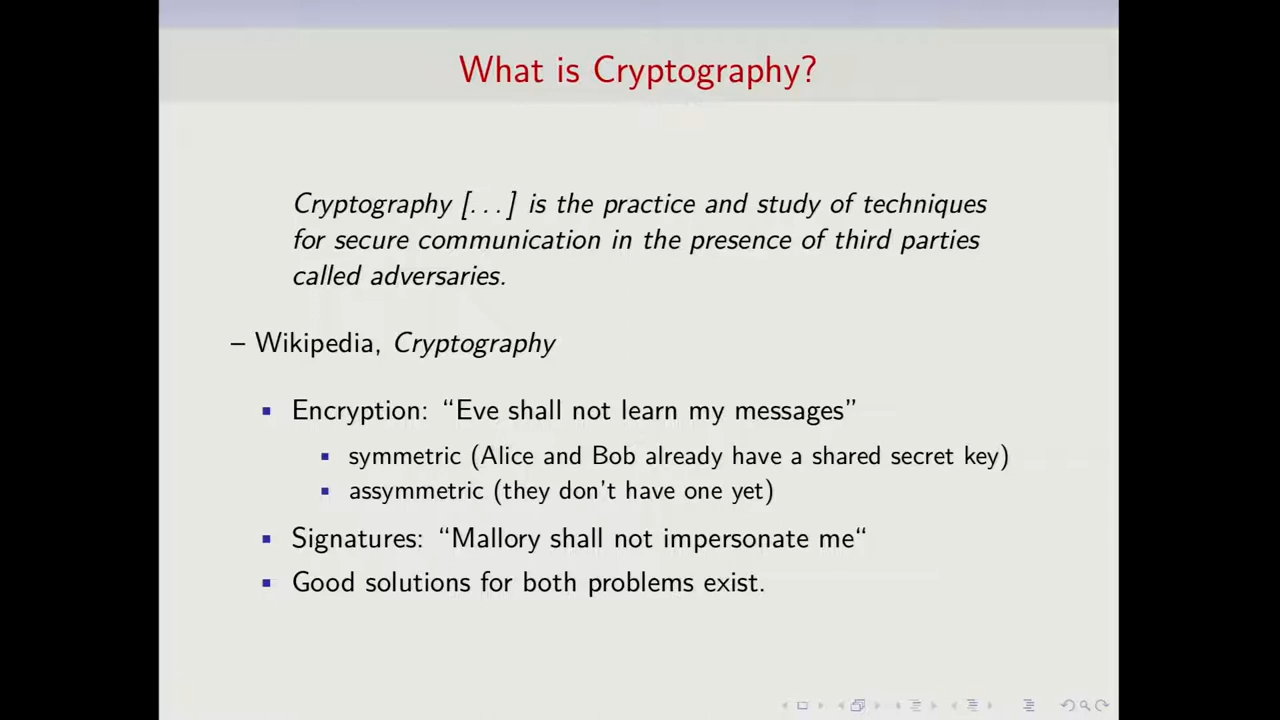 What is Cryptography?
Cryptography [. . . ] is the practice and study of techniques
for secure communication in the presence of third parties
called adversaries.
– Wikipedia, Cryptography
▪ Encryption: “Eve shall not learn my messages”
▪ symmetric (Alice and Bob already have a shared secret key)
▪ assymmetric (they don't have one yet)
▪ Signatures: “Mallory shall not impersonate me“
▪ Good solutions for both problems exist.